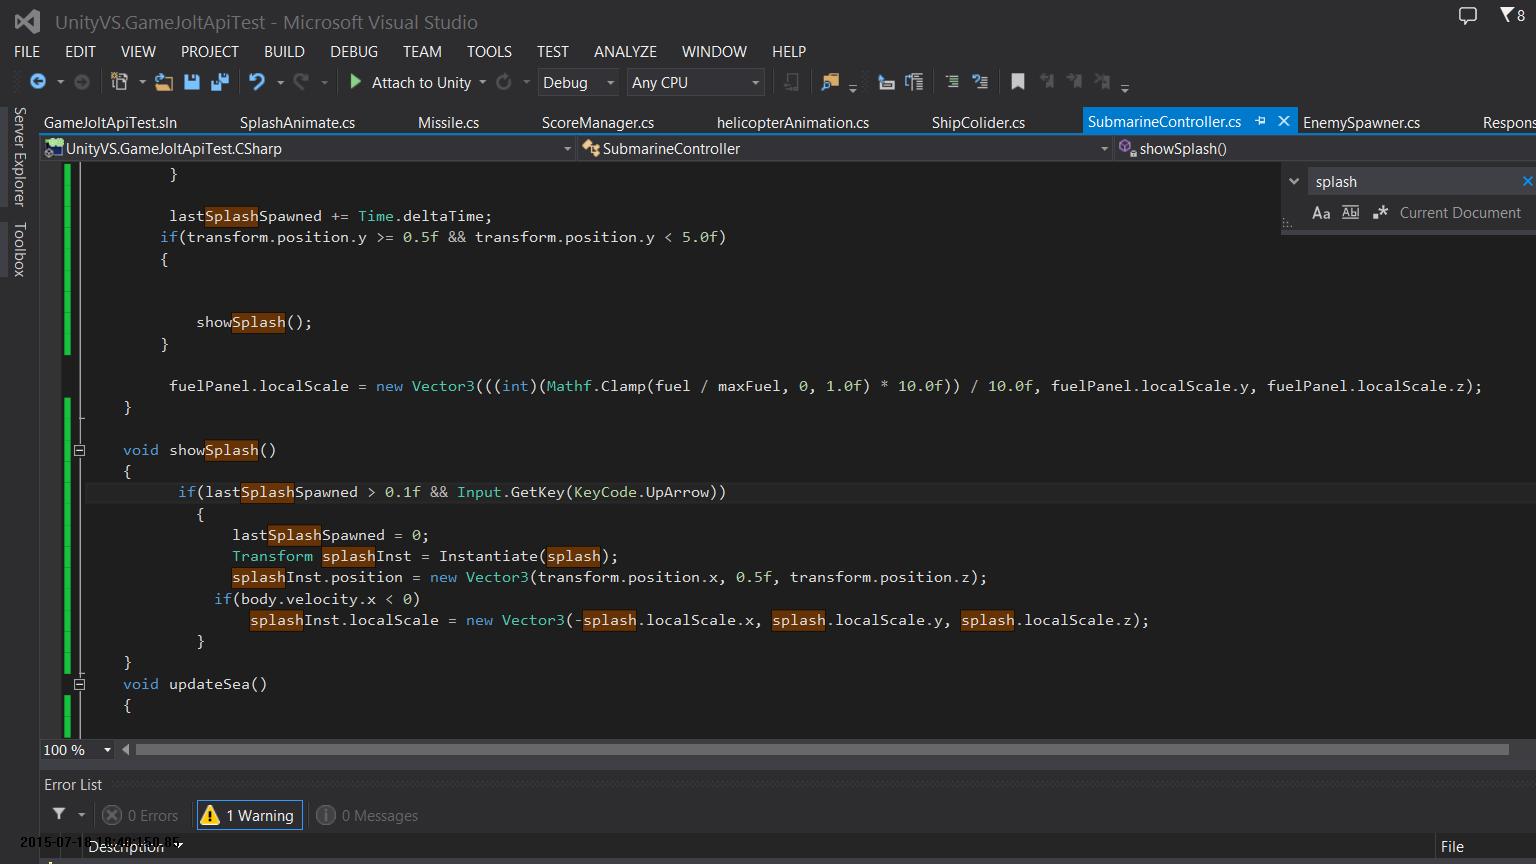 UnityVS.GameJoltApiTest - Microsoft Visual Studio
8
FILE EDIT VIEW PROJECT BUILD DEBUG TEAM TOOLS TEST ANALYZE WINDOW HELP
Attach to Unity Debug Any CPU
Server Explorer
Toolbox
GameJoltApiTest.sln SplashAnimate.cs Missile.cs ScoreManager.cs helicopterAnimation.cs ShipColider.cs SubmarineController.cs EnemySpawner.cs Respons
UnityVS.GameJoltApiTest.CSharp SubmarineController showSplash()
splash
Aa Abl .* Current Document
}
lastSplashSpawned += Time.deltaTime;
if(transform.position.y >= 0.5f && transform.position.y < 5.0f)
{
showSplash();
}
fuelPanel.localScale = new Vector3(((int)(Mathf.Clamp(fuel / maxFuel, 0, 1.0f) * 10.0f)) / 10.0f, fuelPanel.localScale.y, fuelPanel.localScale.z);
}
void showSplash()
{
if(lastSplashSpawned > 0.1f && Input.GetKey(KeyCode.UpArrow))
{
lastSplashSpawned = 0;
Transform splashInst = Instantiate(splash);
splashInst.position = new Vector3(transform.position.x, 0.5f, transform.position.z);
if(body.velocity.x < 0)
splashInst.localScale = new Vector3(-splash.localScale.x, splash.localScale.y, splash.localScale.z);
}
}
void updateSea()
{
100 %
Error List
0 Errors 1 Warning 0 Messages
Description File